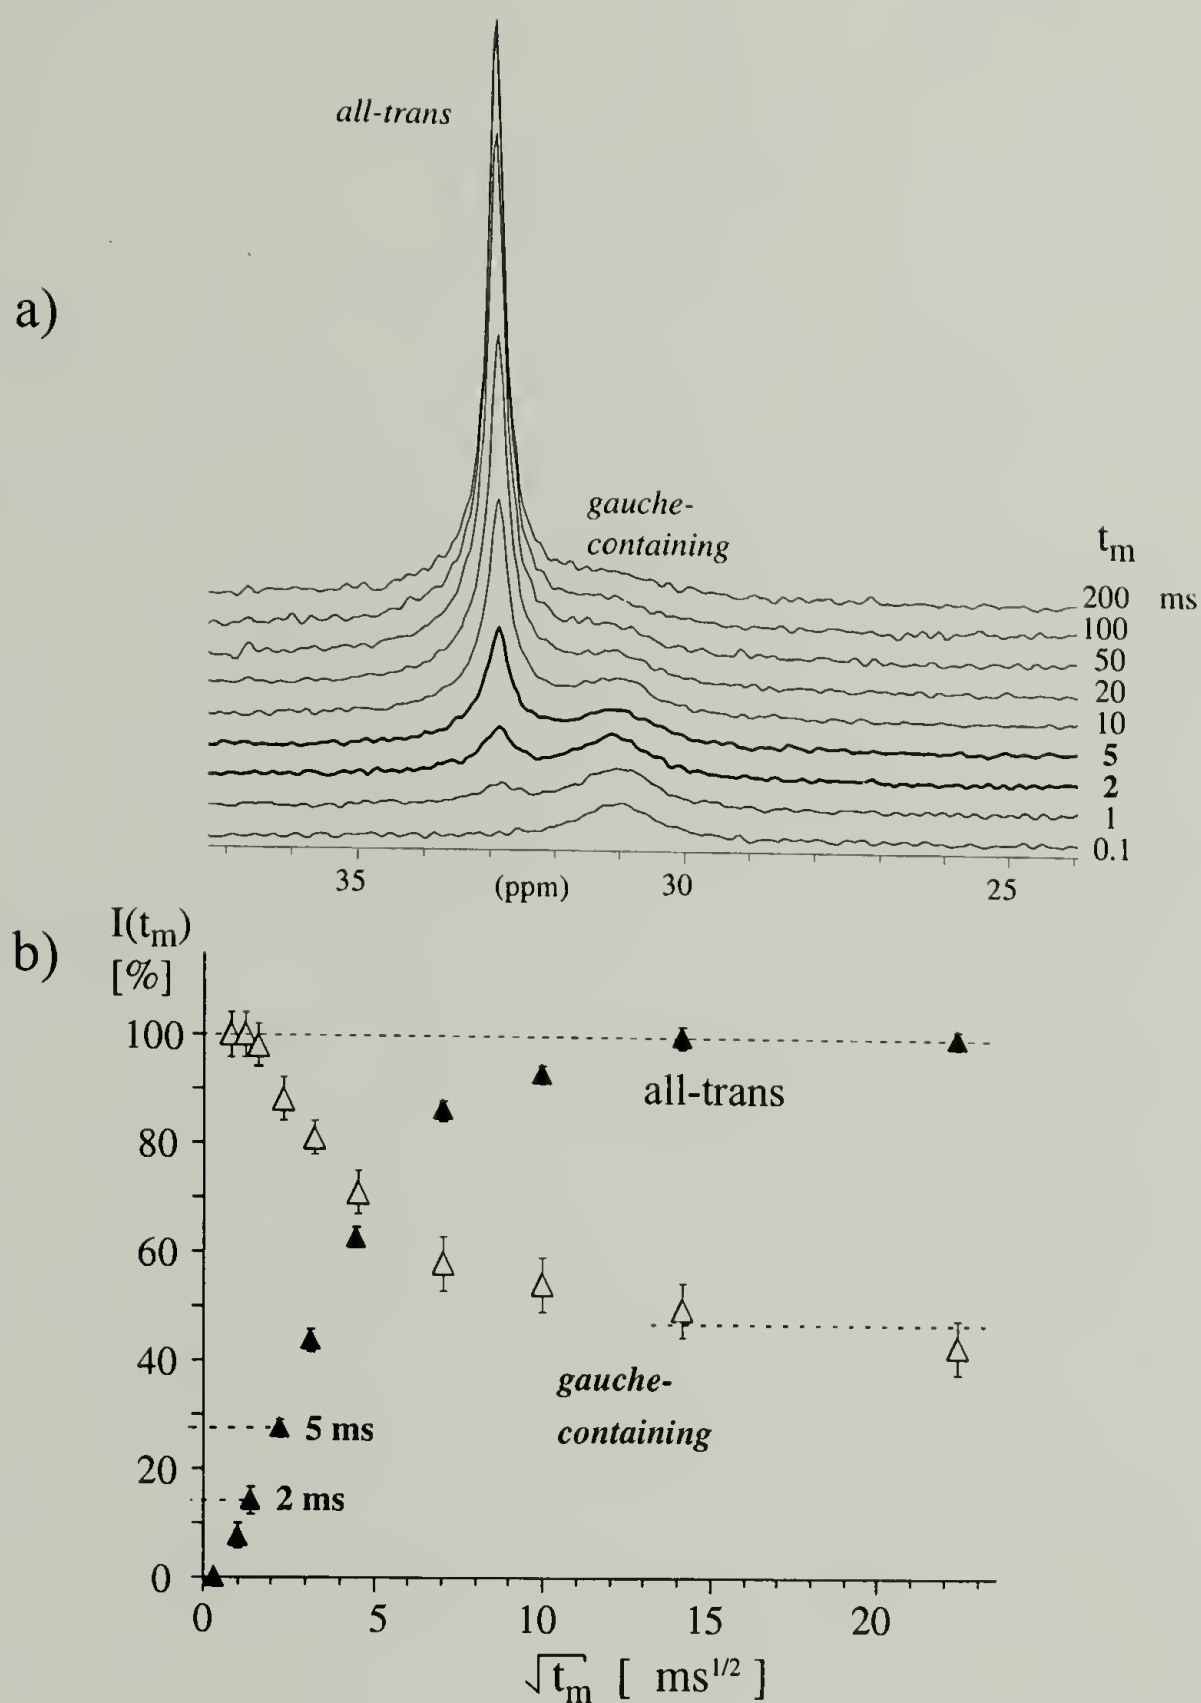 a)
all-trans
gauche-
containing
t_m
200 ms
100
50
20
10
5
2
1
0.1
35 (ppm) 30 25
b)
I(t_m)
[%]
100
80
60
40
20
0
all-trans
gauche-
containing
5 ms
2 ms
0 5 10 15 20
√t_m [ ms^1/2 ]